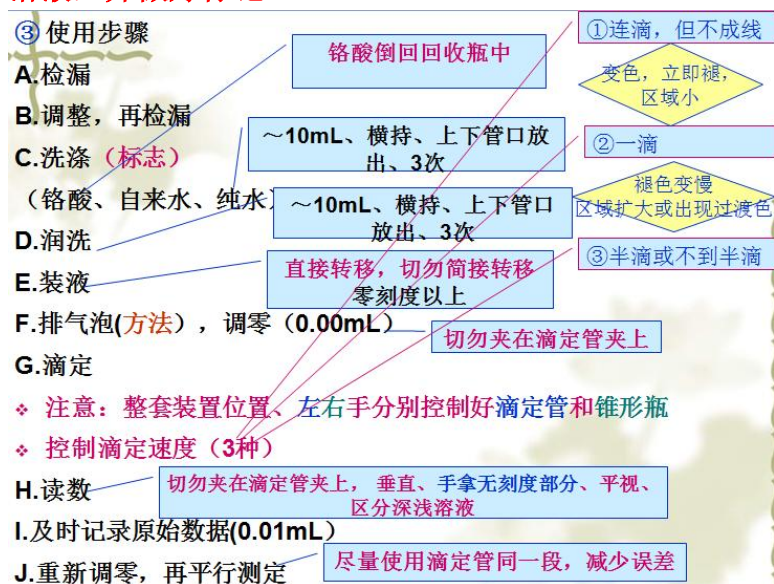 ③ 使用步骤
A.检漏
B.调整，再检漏
C.洗涤（标志）
（铬酸、自来水、纯水）
D.润洗
E.装液
F.排气泡(方法），调零（0.00mL）
G.滴定
注意：整套装置位置、左右手分别控制好滴定管和锥形瓶
控制滴定速度（3种）
H.读数
I.及时记录原始数据(0.01mL）
J.重新调零，再平行测定
铬酸倒回回收瓶中
～10mL、横持、上下管口放
出、3次
～10mL、横持、上下管口
放出、3次
直接转移，切勿简接转移
零刻度以上
切勿夹在滴定管夹上
切勿夹在滴定管夹上， 垂直、手拿无刻度部分、平视、
区分深浅溶液
尽量使用滴定管同一段，减少误差
①连滴，但不成线
变色，立即褪，
区域小
②一滴
褪色变慢
区域扩大或出现过渡色
③半滴或不到半滴